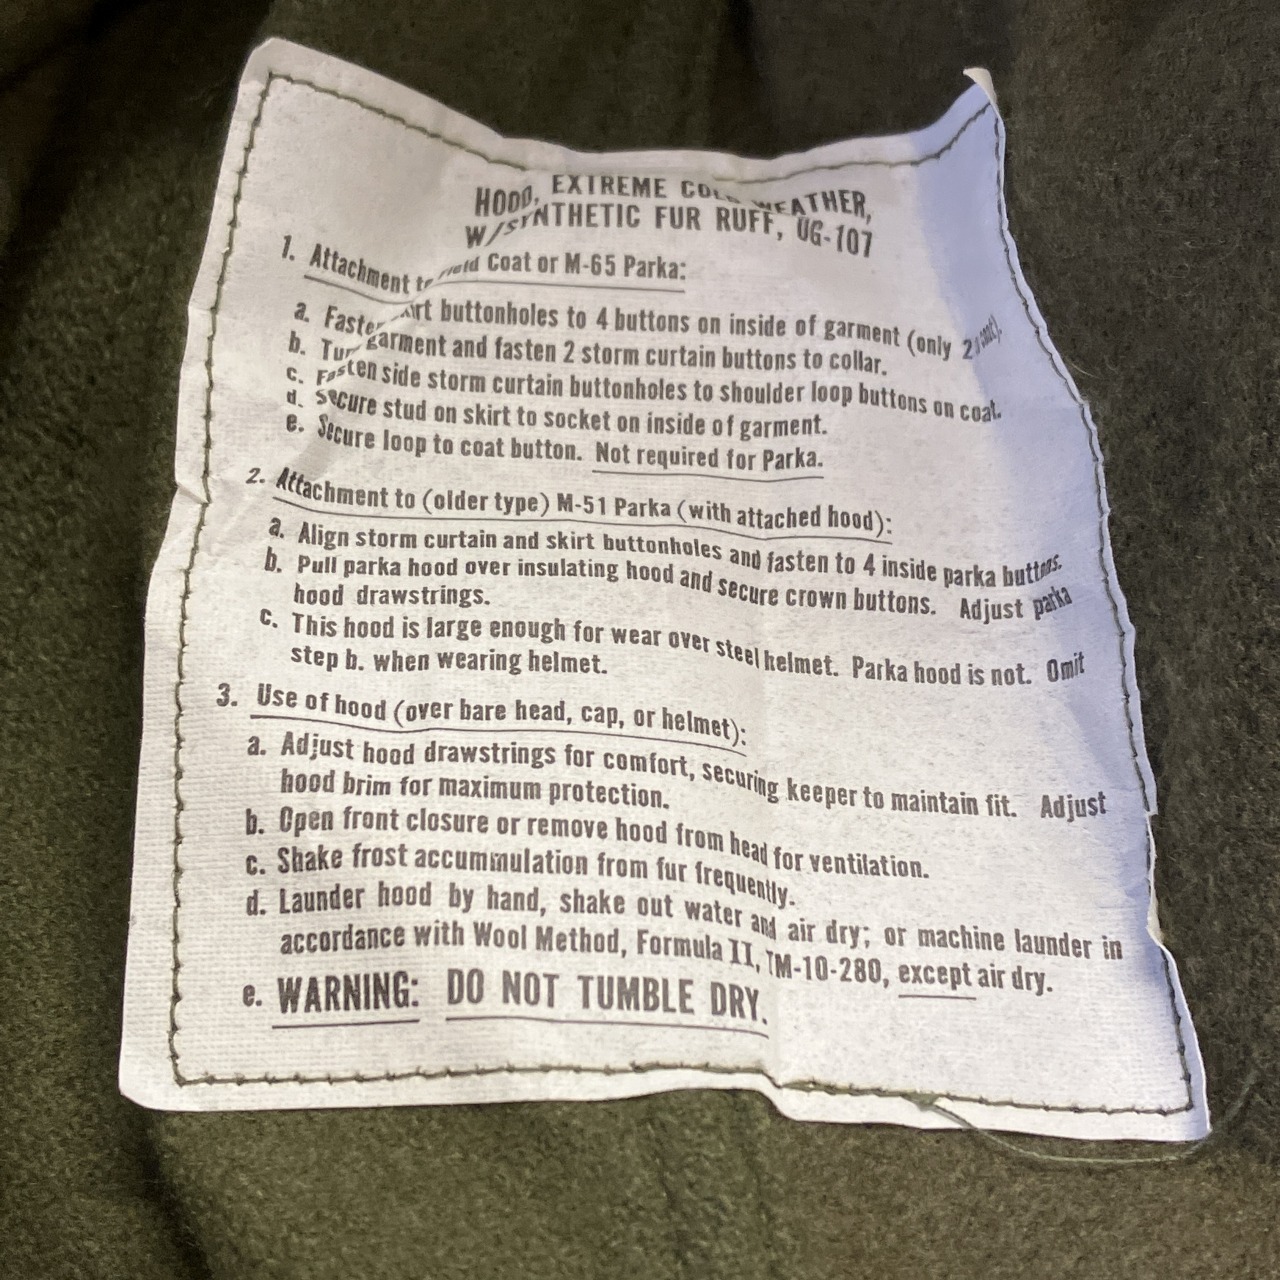 HOOD, EXTREME COLD WEATHER,
W/SYNTHETIC FUR RUFF, OG-107
1. Attachment to Field Coat or M-65 Parka:
a. Fasten skirt buttonholes to 4 buttons on inside of garment (only 2
b. Turn garment and fasten 2 storm curtain buttons to collar.
c. Fasten side storm curtain buttonholes to shoulder loop buttons on coat.
d. Secure stud on skirt to socket on inside of garment.
e. Secure loop to coat button. Not required for Parka.
2. Attachment to (older type) M-51 Parka (with attached hood):
a. Align storm curtain and skirt buttonholes and fasten to 4 inside parka buttons.
b. Pull parka hood over insulating hood and secure crown buttons. Adjust parka
hood drawstrings.
c. This hood is large enough for wear over steel helmet. Parka hood is not. Omit
step b. when wearing helmet.
3. Use of hood (over bare head, cap, or helmet):
a. Adjust hood drawstrings for comfort, securing keeper to maintain fit. Adjust
hood brim for maximum protection.
b. Open front closure or remove hood from head for ventilation.
c. Shake frost accummulation from fur frequently.
d. Launder hood by hand, shake out water and air dry; or machine launder in
accordance with Wool Method, Formula II, TM-10-280, except air dry.
e. WARNING: DO NOT TUMBLE DRY.